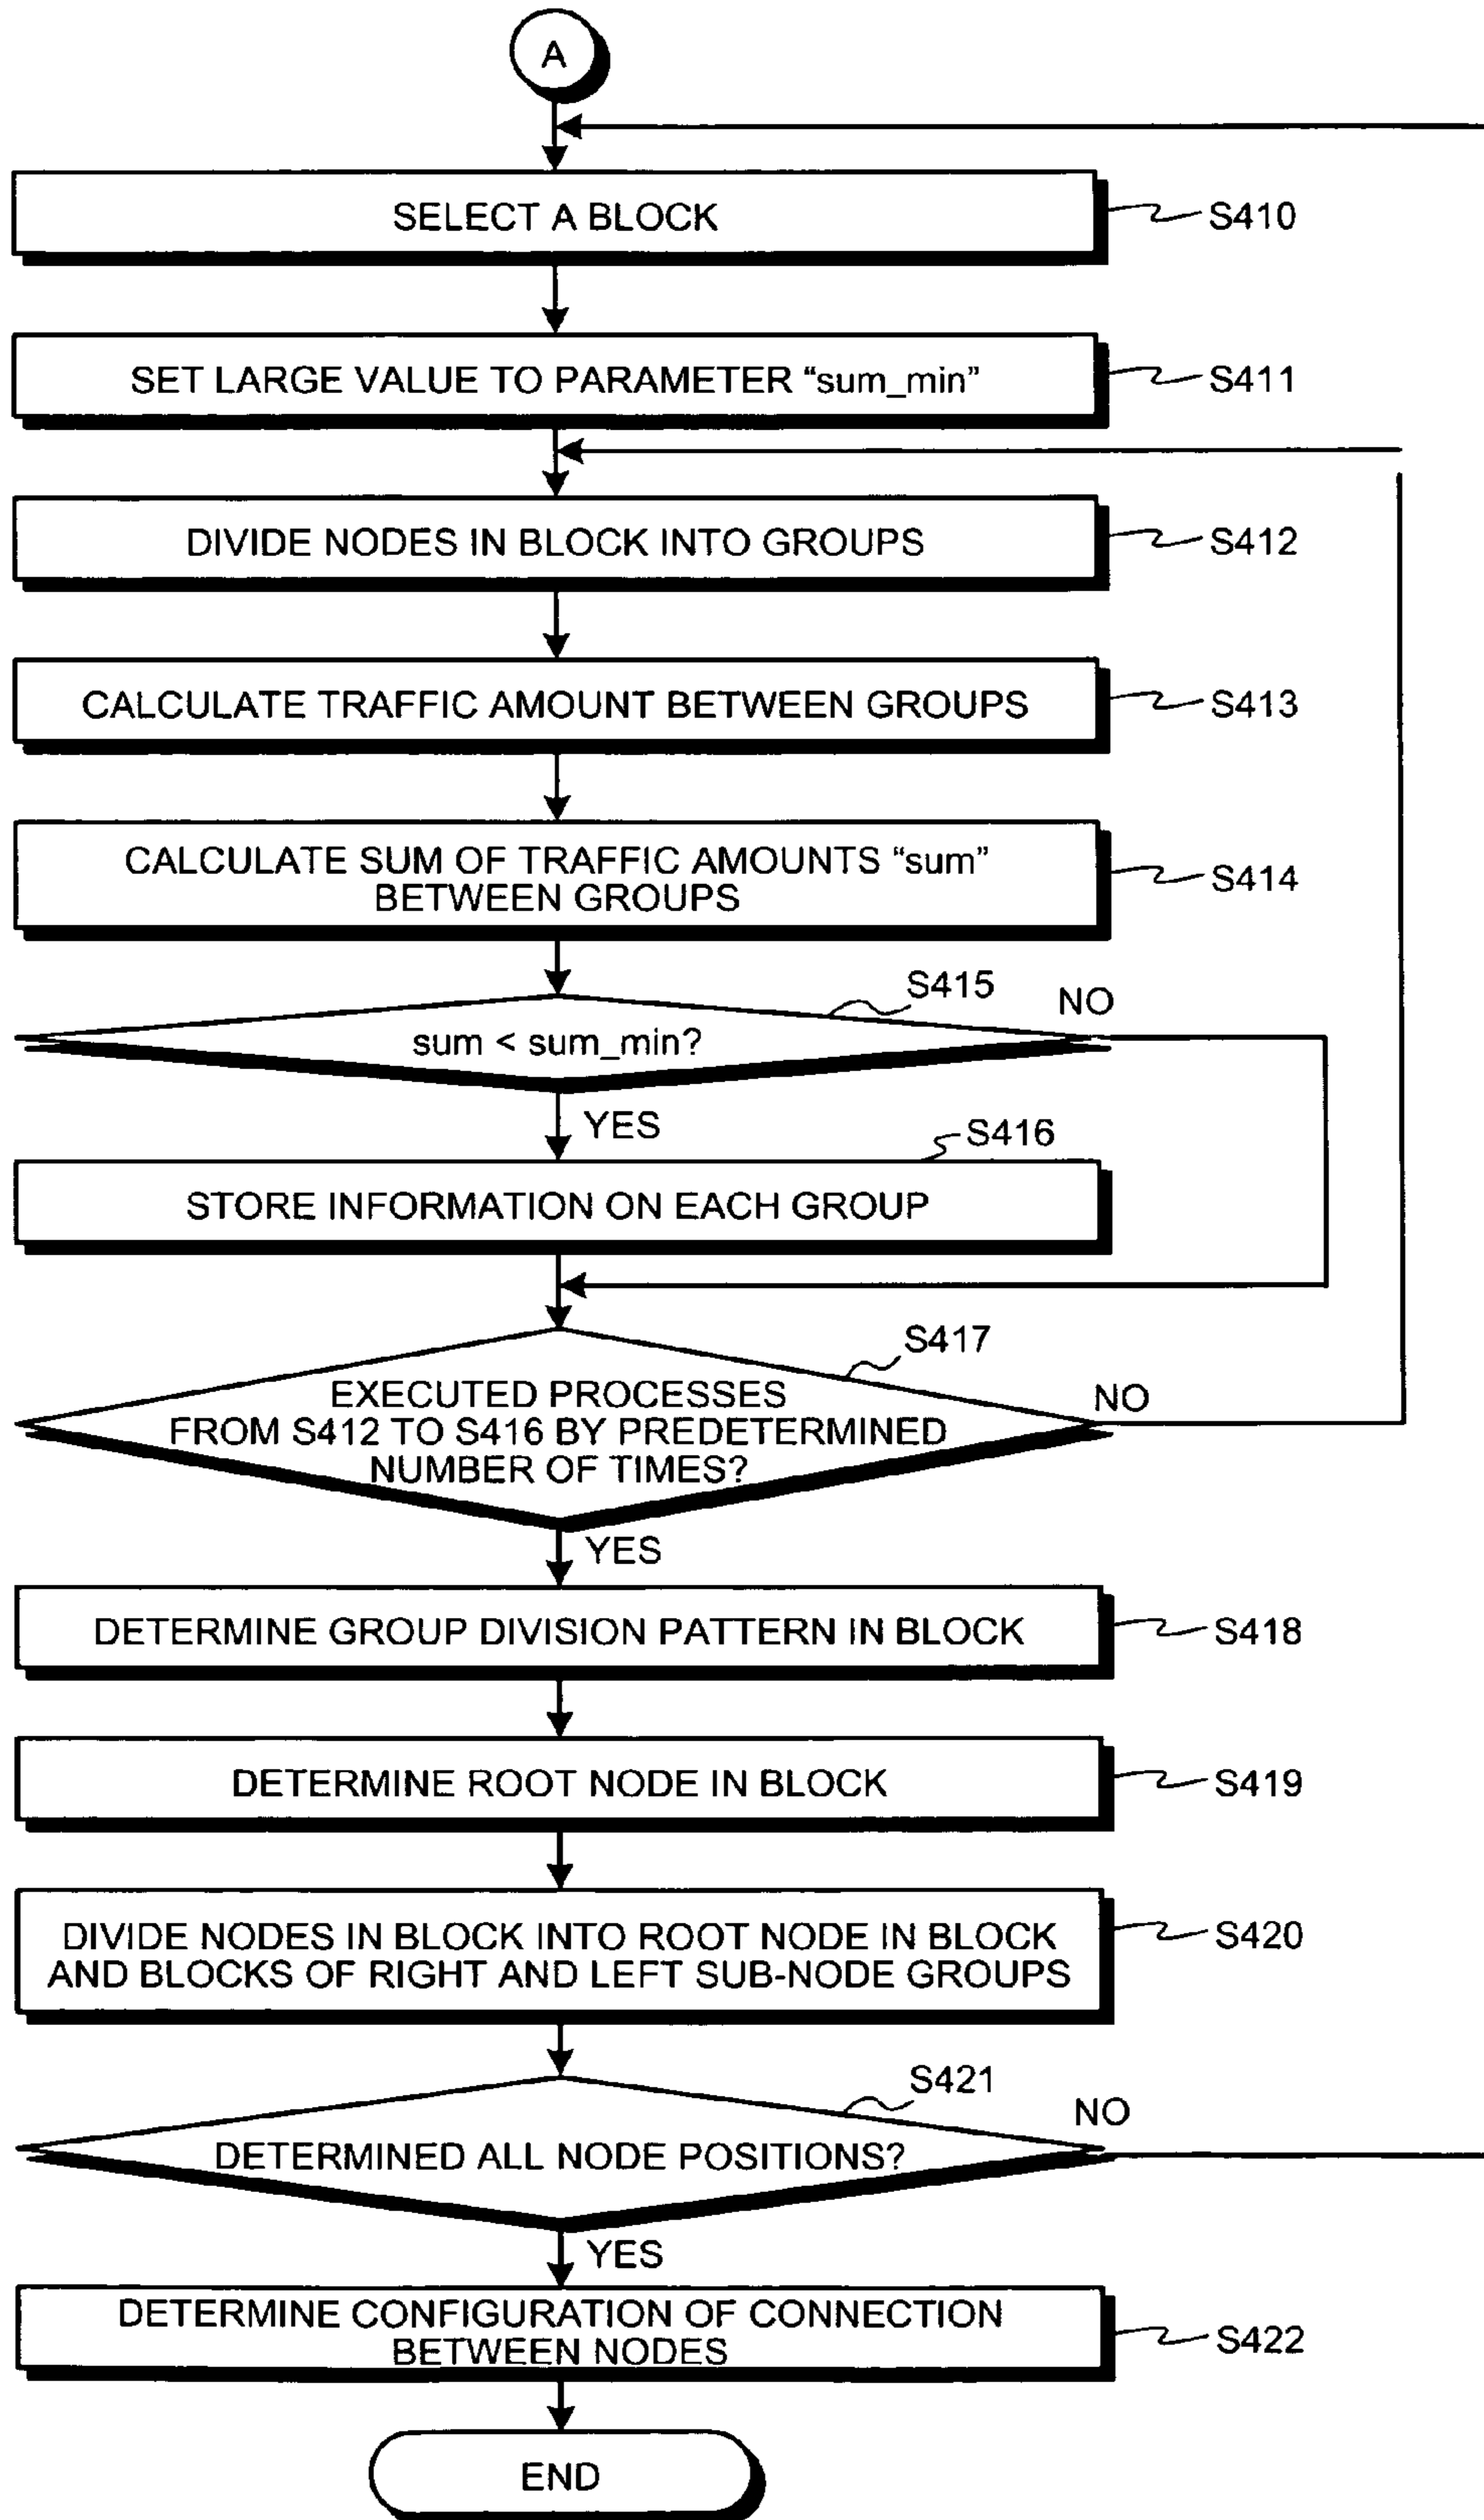 A
SELECT A BLOCK
S410
SET LARGE VALUE TO PARAMETER “sum_min”
S411
DIVIDE NODES IN BLOCK INTO GROUPS
S412
CALCULATE TRAFFIC AMOUNT BETWEEN GROUPS
S413
CALCULATE SUM OF TRAFFIC AMOUNTS “sum”
BETWEEN GROUPS
S414
S415
NO
sum < sum_min?
YES
S416
STORE INFORMATION ON EACH GROUP
S417
EXECUTED PROCESSES
FROM S412 TO S416 BY PREDETERMINED
NUMBER OF TIMES?
NO
YES
DETERMINE GROUP DIVISION PATTERN IN BLOCK
S418
DETERMINE ROOT NODE IN BLOCK
S419
DIVIDE NODES IN BLOCK INTO ROOT NODE IN BLOCK
AND BLOCKS OF RIGHT AND LEFT SUB-NODE GROUPS
S420
S421
NO
DETERMINED ALL NODE POSITIONS?
YES
DETERMINE CONFIGURATION OF CONNECTION
BETWEEN NODES
S422
END